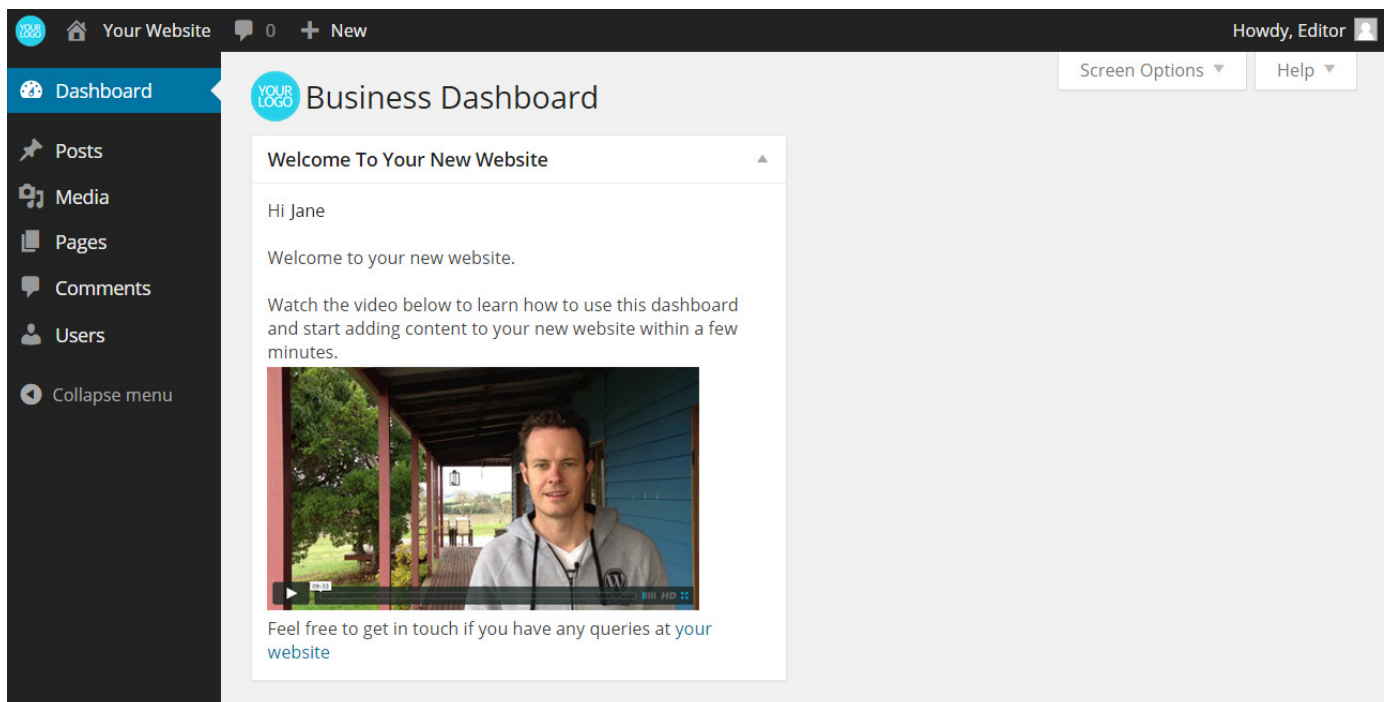 YOUR
LOGO
Your Website
0
New
Howdy, Editor
Dashboard
Posts
Media
Pages
Comments
Users
Collapse menu
Screen Options
Help
YOUR
LOGO
Business Dashboard
Welcome To Your New Website
Hi Jane
Welcome to your new website.
Watch the video below to learn how to use this dashboard
and start adding content to your new website within a few
minutes.
09:33
HD
Feel free to get in touch if you have any queries at your
website